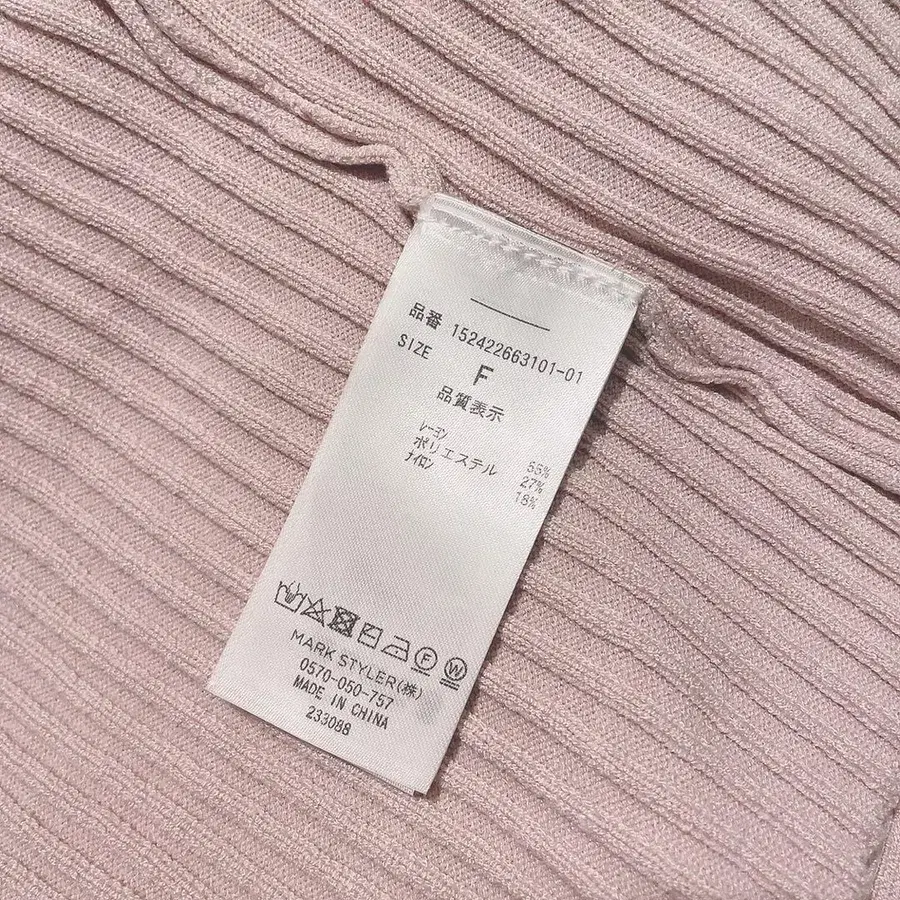 品番 152422663101-01
SIZE
F
品質表示
ﾚｰﾖﾝ 55%
ポリエステル 27%
ﾅｲﾛﾝ 18%
F W
MARK STYLER(株)
0570-050-757
MADE IN CHINA
233088